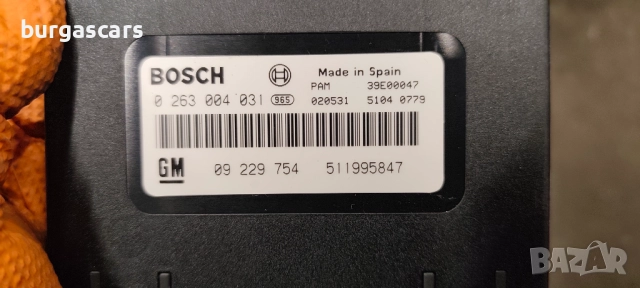 burgascars
BOSCH
Made in Spain
PAM 39E00047
0 263 004 031 965 020531 5104 0779
GM 09 229 754 511995847
BAZAR